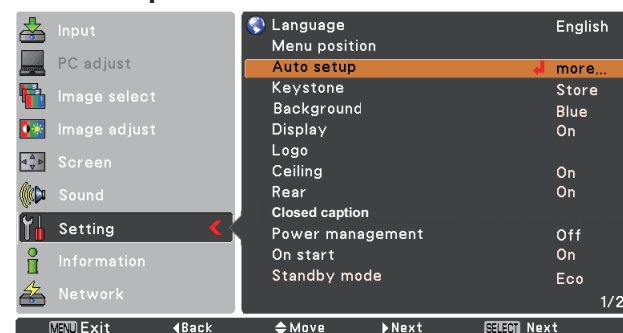 Input
PC adjust
Image select
Image adjust
Screen
Sound
Setting
Information
Network
Language English
Menu position
Auto setup more...
Keystone Store
Background Blue
Display On
Logo
Ceiling On
Rear On
Closed caption
Power management Off
On start On
Standby mode Eco
1/2
MENU Exit Back Move Next SELECT Next